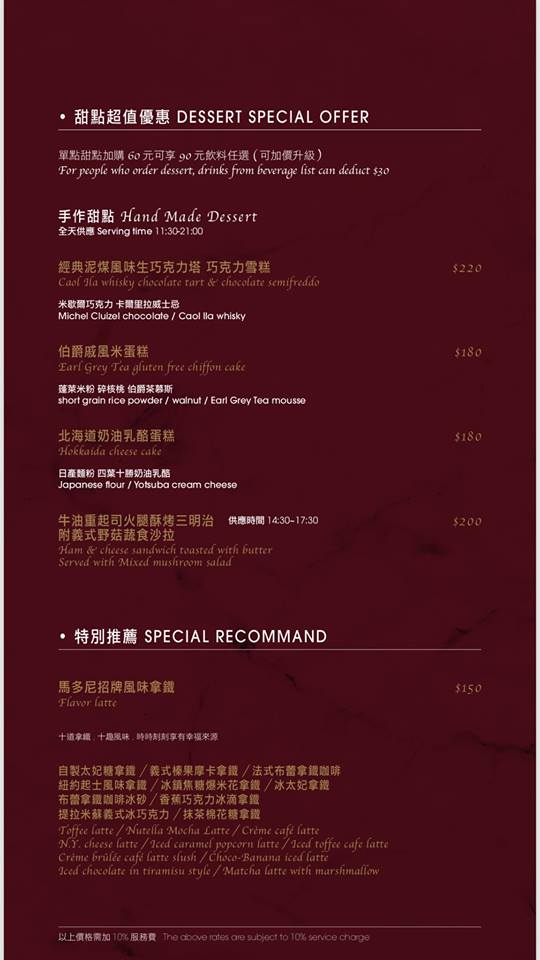 • 甜點超值優惠 DESSERT SPECIAL OFFER
單點甜點加購 60 元可享 90 元飲料任選 ( 可加價升級 )
For people who order dessert, drinks from beverage list can deduct $30
手作甜點 Hand Made Dessert
全天供應 Serving time 11:30-21:00
經典泥煤風味生巧克力塔 巧克力雪糕 $220
Caol Ila whisky chocolate tart & chocolate semifreddo
米歇爾巧克力 卡爾里拉威士忌
Michel Cluizel chocolate / Caol Ila whisky
伯爵戚風米蛋糕 $180
Earl Grey Tea gluten free chiffon cake
蓬萊米粉 碎核桃 伯爵茶慕斯
short grain rice powder / walnut / Earl Grey Tea mousse
北海道奶油乳酪蛋糕 $180
Hokkaida cheese cake
日產麵粉 四葉十勝奶油乳酪
Japanese flour / Yotsuba cream cheese
牛油重起司火腿酥烤三明治 供應時間 14:30~17:30 $200
附義式野菇蔬食沙拉
Ham & cheese sandwich toasted with butter
Served with Mixed mushroom salad
• 特別推薦 SPECIAL RECOMMAND
馬多尼招牌風味拿鐵 $150
Flavor latte
十道拿鐵 . 十趣風味 . 時時刻刻享有幸福來源
自製太妃糖拿鐵 / 義式榛果摩卡拿鐵 / 法式布蕾拿鐵咖啡
紐約起士風味拿鐵 / 冰鎮焦糖爆米花拿鐵 / 冰太妃拿鐵
布蕾拿鐵咖啡冰砂 / 香蕉巧克力冰滴拿鐵
提拉米蘇義式冰巧克力 / 抹茶棉花糖拿鐵
Toffee latte / Nutella Mocha Latte / Crème café latte
N.Y. cheese latte / Iced caramel popcorn latte / Iced toffee cafe latte
Crème brûlée café latte slush / Choco-Banana iced latte
Iced chocolate in tiramisu style / Matcha latte with marshmallow
以上價格需加 10% 服務費 The above rates are subject to 10% service charge